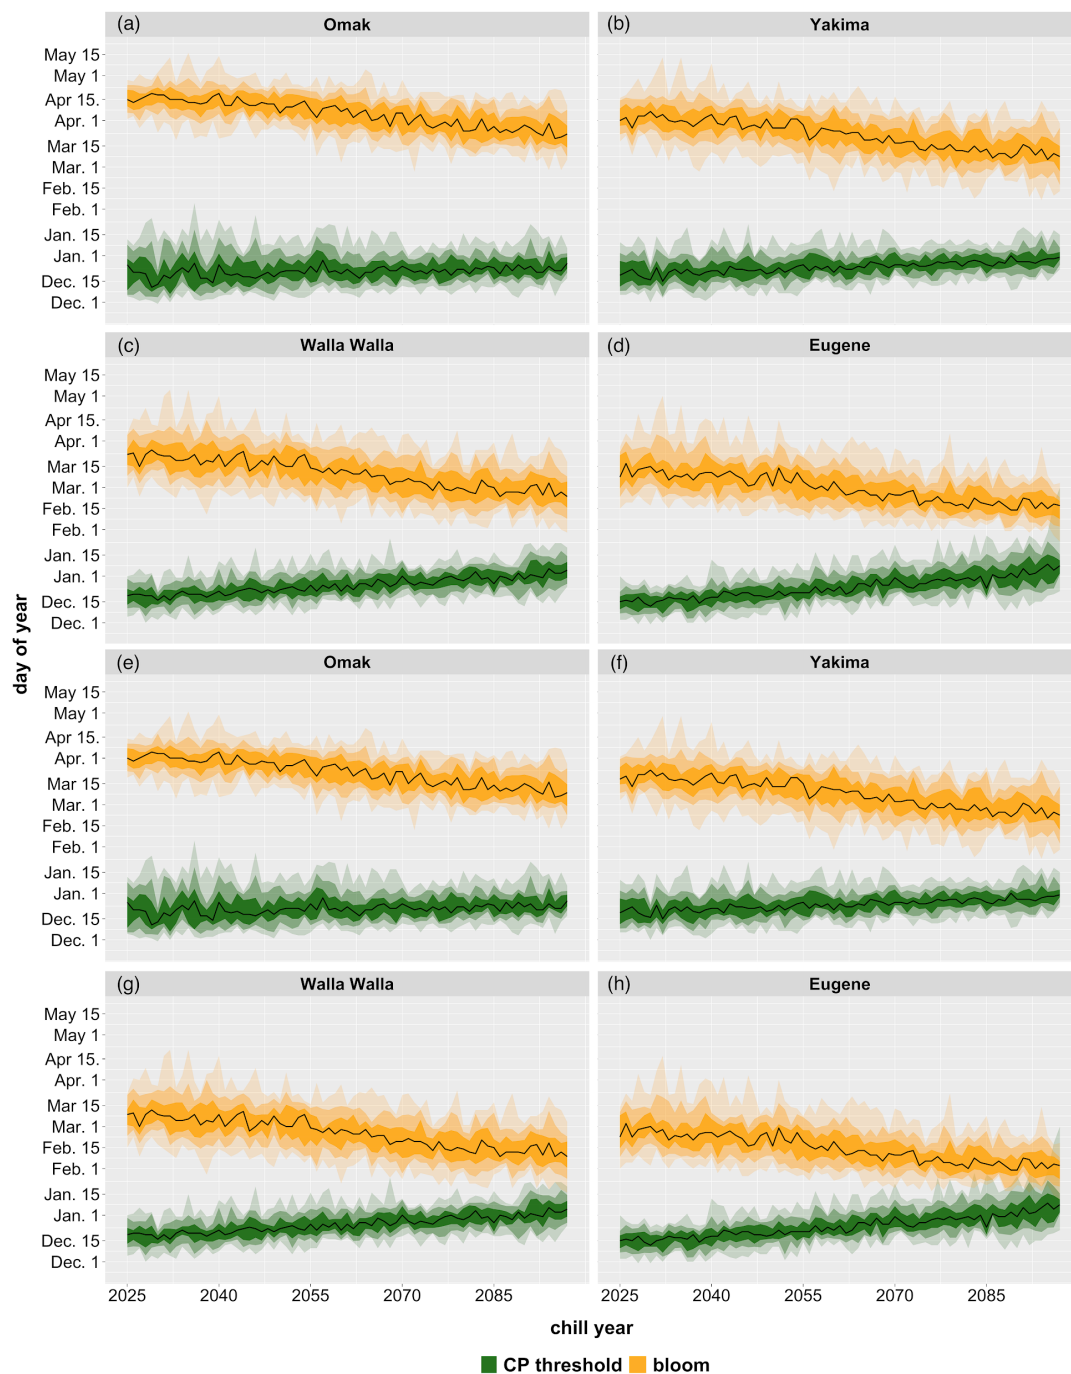 (a) Omak
(b) Yakima
May 15
May 1
Apr 15.
Apr. 1
Mar 15
Mar. 1
Feb. 15
Feb. 1
Jan. 15
Jan. 1
Dec. 15
Dec. 1
(c) Walla Walla
(d) Eugene
May 15
May 1
Apr 15.
Apr. 1
Mar 15
Mar. 1
Feb. 15
Feb. 1
Jan. 15
Jan. 1
Dec. 15
Dec. 1
day of year
(e) Omak
(f) Yakima
May 15
May 1
Apr 15.
Apr. 1
Mar 15
Mar. 1
Feb. 15
Feb. 1
Jan. 15
Jan. 1
Dec. 15
Dec. 1
(g) Walla Walla
(h) Eugene
May 15
May 1
Apr 15.
Apr. 1
Mar 15
Mar. 1
Feb. 15
Feb. 1
Jan. 15
Jan. 1
Dec. 15
Dec. 1
2025 2040 2055 2070 2085
2025 2040 2055 2070 2085
chill year
CP threshold bloom